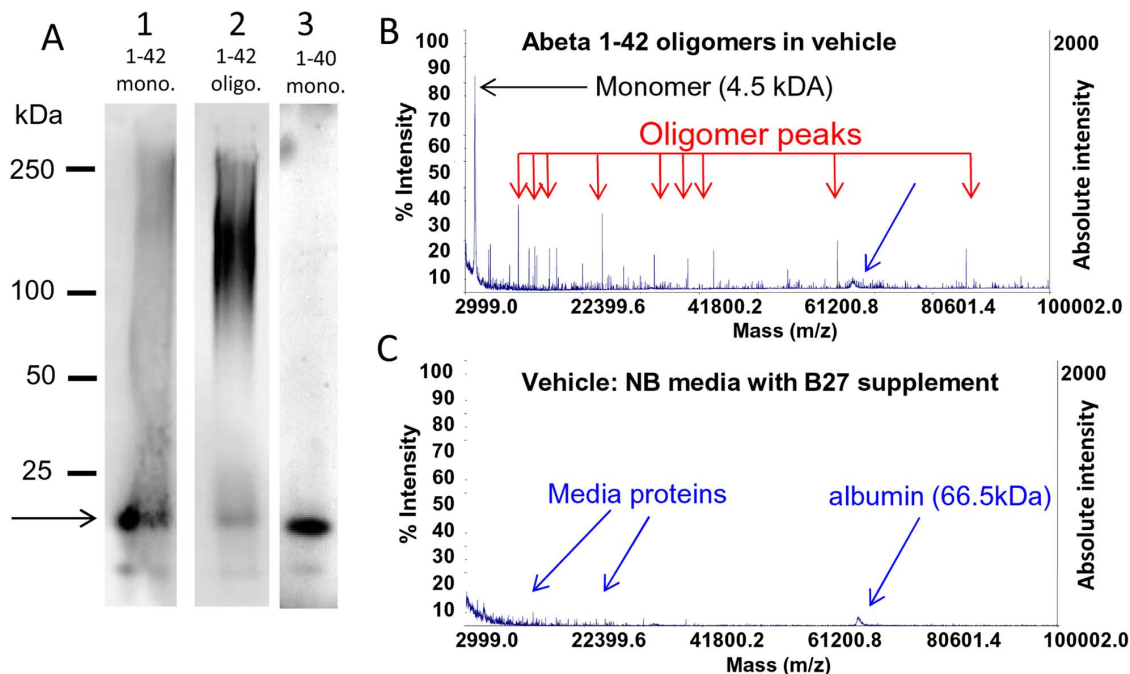 A
1
2
3
1-42
mono.
1-42
oligo.
1-40
mono.
kDa
250
100
50
25
B
Abeta 1-42 oligomers in vehicle
Monomer (4.5 kDA)
Oligomer peaks
100
90
80
70
60
50
40
30
20
10
% Intensity
2000
Absolute intensity
2999.0 22399.6 41800.2 61200.8 80601.4 100002.0
Mass (m/z)
C
Vehicle: NB media with B27 supplement
Media proteins
albumin (66.5kDa)
100
90
80
70
60
50
40
30
20
10
% Intensity
2000
Absolute intensity
2999.0 22399.6 41800.2 61200.8 80601.4 100002.0
Mass (m/z)